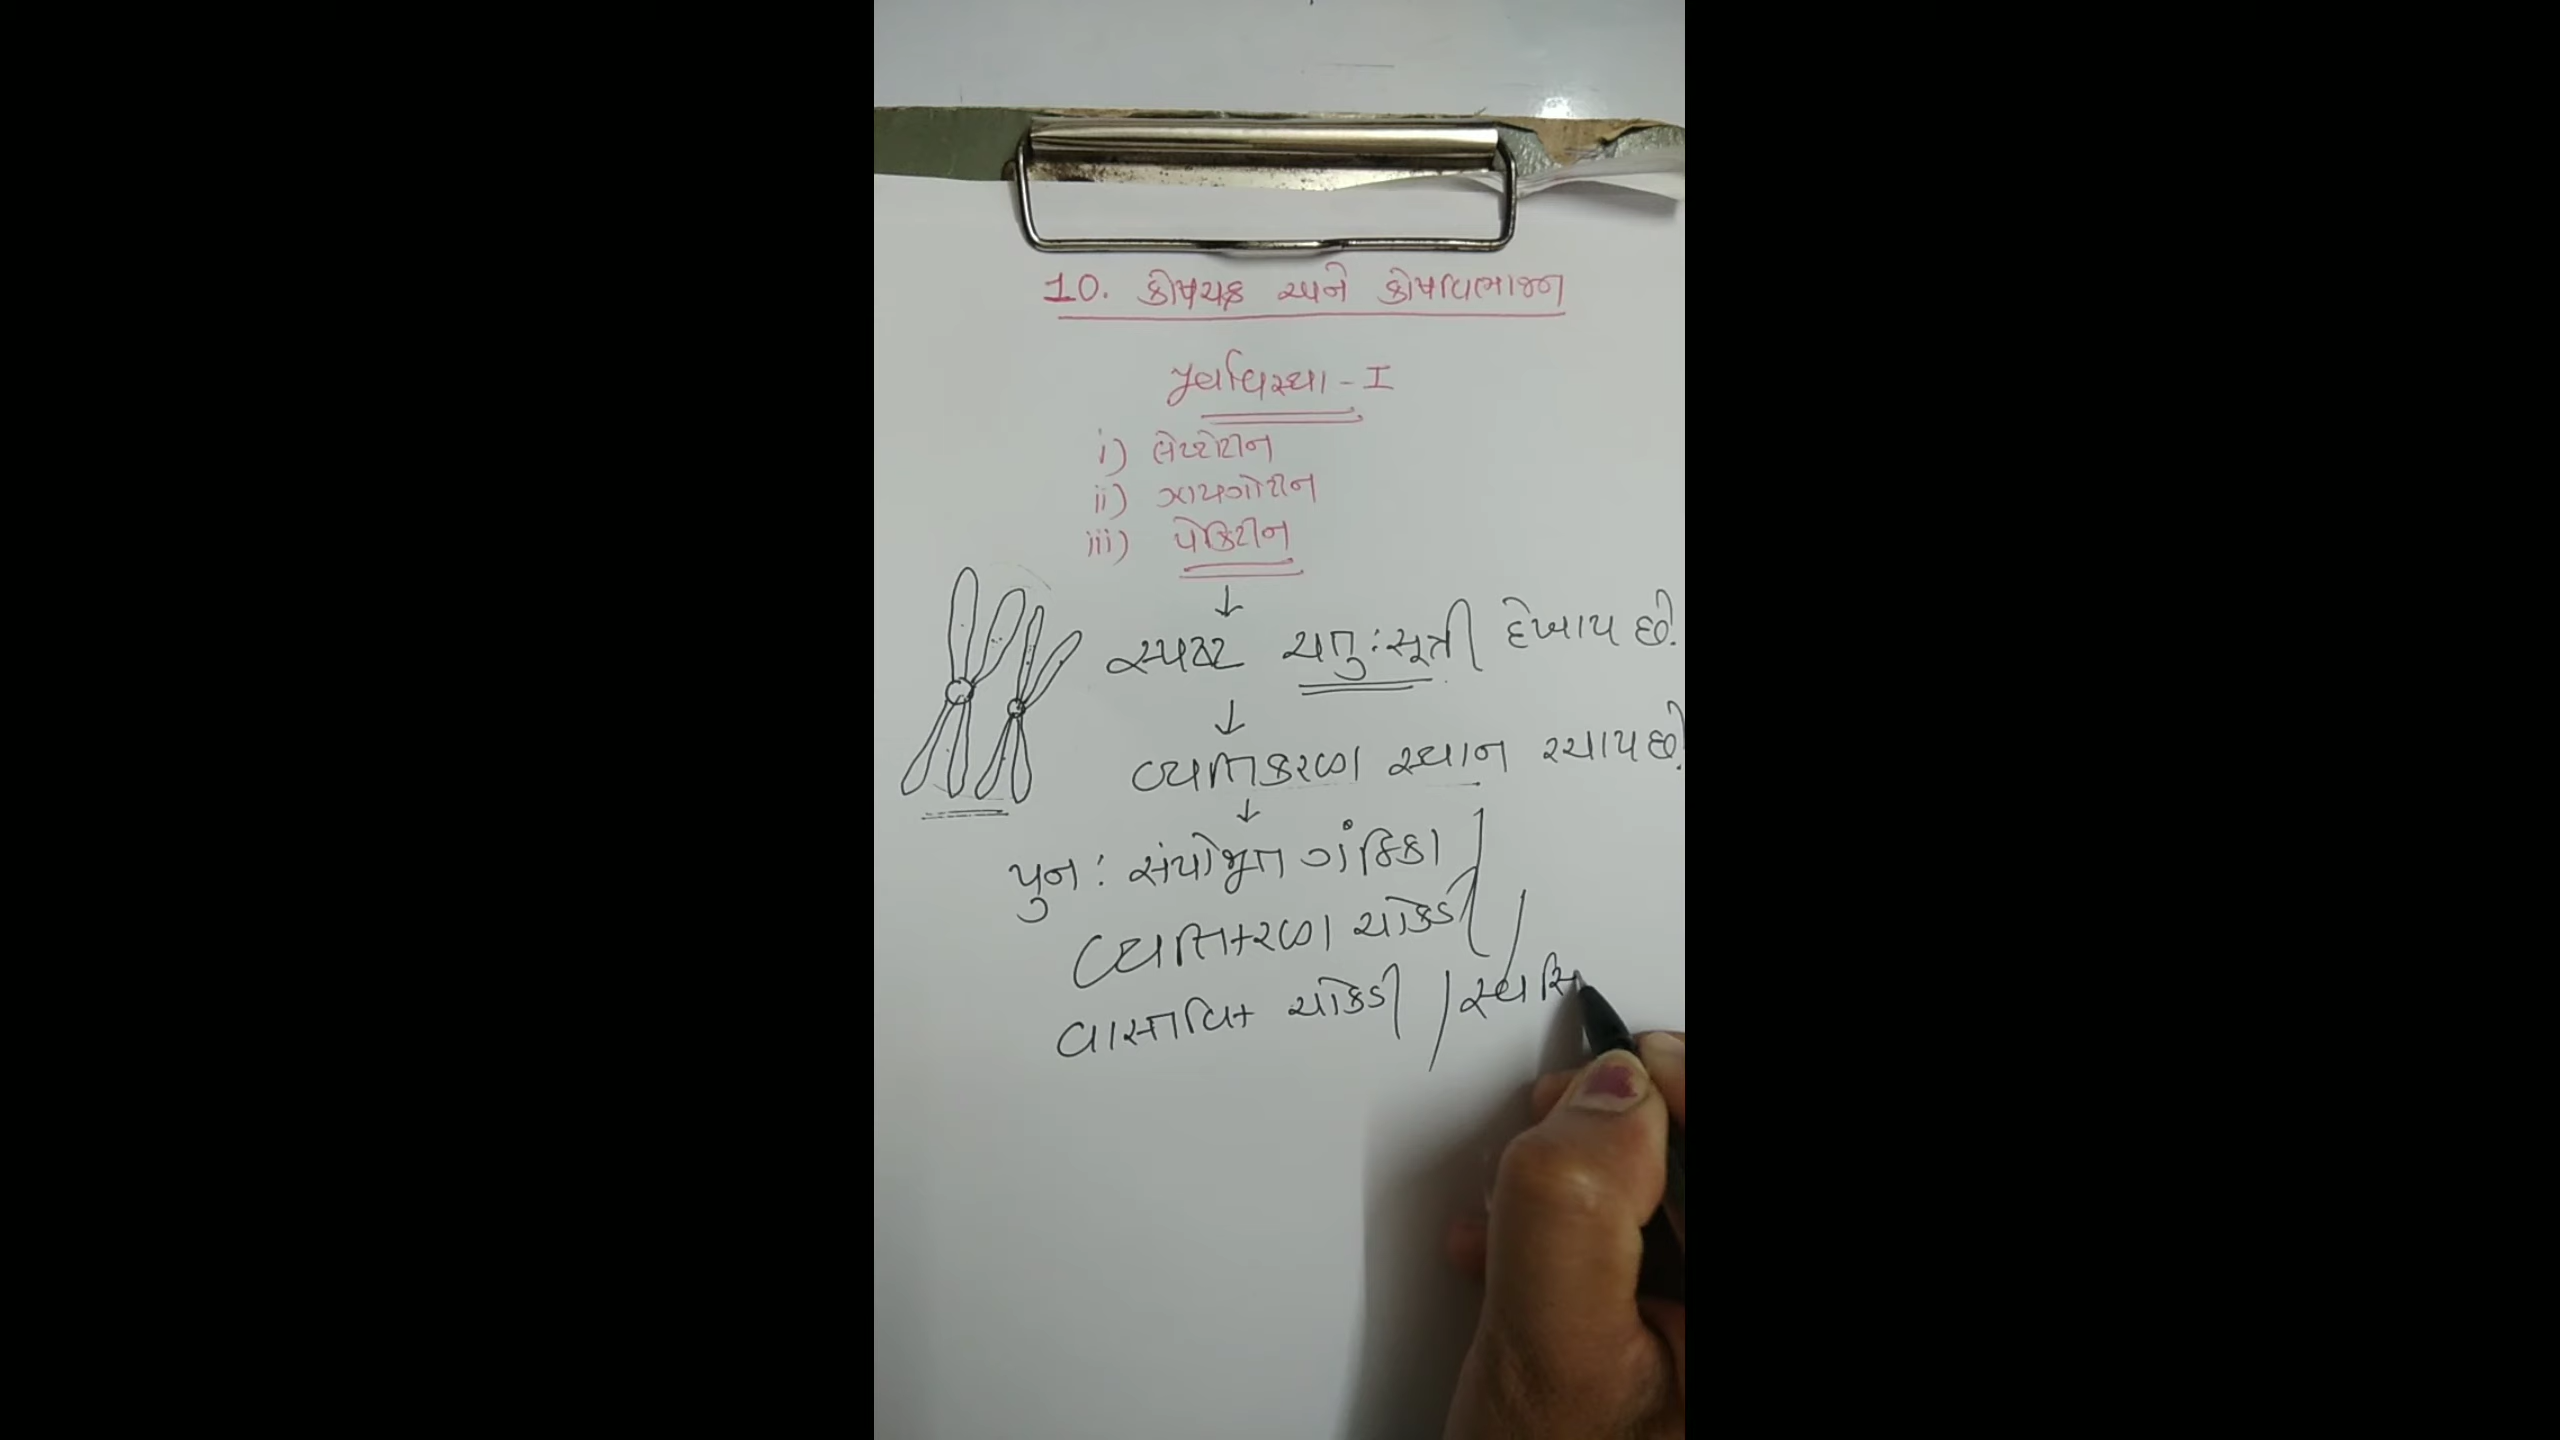 10. કોષચક્ર અને કોષવિભાજન
પૂર્વાવસ્થા - I
i) લેપ્ટોટીન
ii) ઝાયગોટીન
iii) પેકિટીન
↓
સ્પષ્ટ ચતુઃસૂત્રી દેખાય છે.
↓
વ્યતિકરણ સ્થાન રચાય છે.
↓
પુનઃ સંયોજીત ગંઠિકા /
વ્યતિકરણ ચોકડી /
વાસ્તવિક ચોકડી /